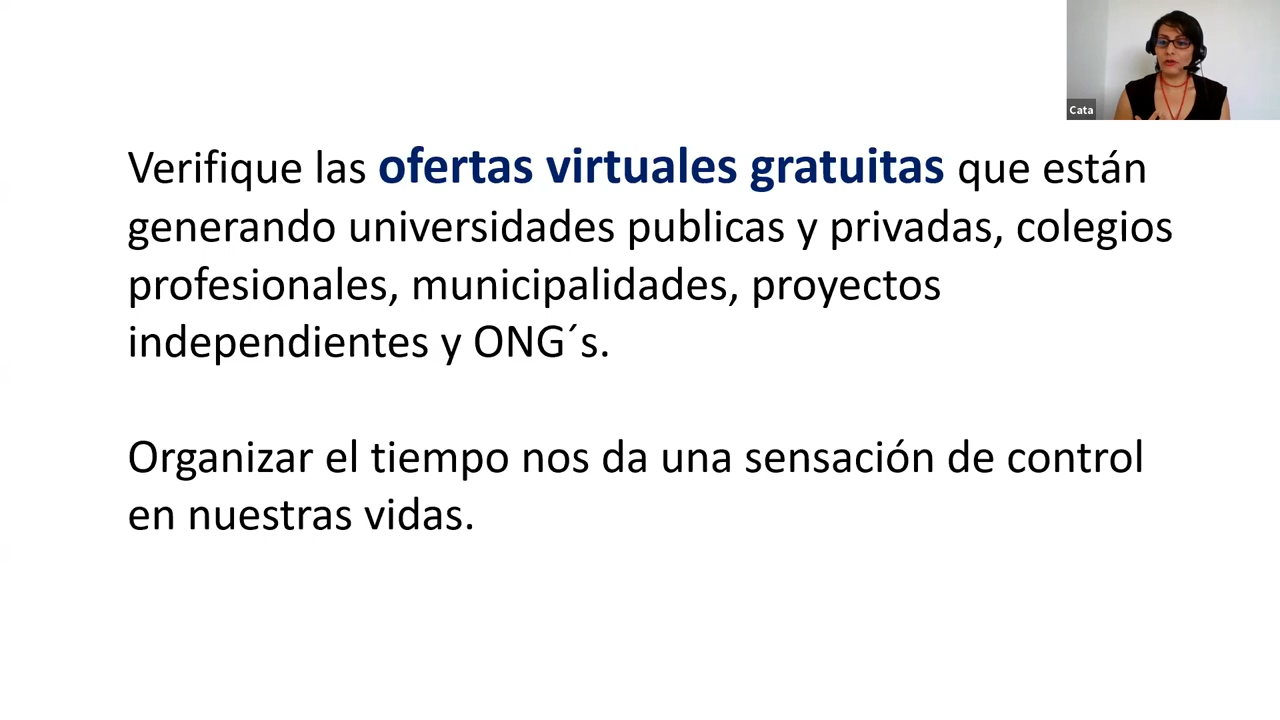 Cata
Verifique las ofertas virtuales gratuitas que están
generando universidades publicas y privadas, colegios
profesionales, municipalidades, proyectos
independientes y ONG´s.
Organizar el tiempo nos da una sensación de control
en nuestras vidas.